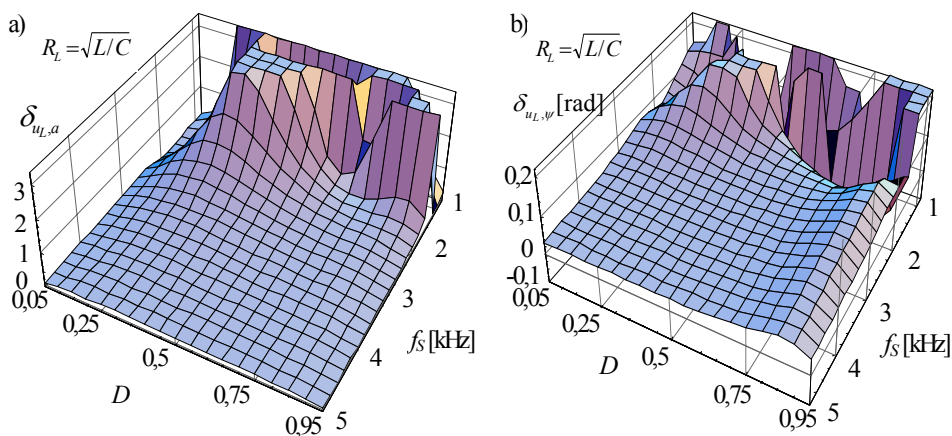 a)
R_L = √L/C
δ_{u_L,a}
3
2
1
0
0,05
0,25
0,5
0,75
0,95
D
1
2
3
4
5
f_S [kHz]
b)
R_L = √L/C
δ_{u_L,ψ} [rad]
0,2
0,1
0
-0,1
0,05
0,25
0,5
0,75
0,95
D
1
2
3
4
5
f_S [kHz]